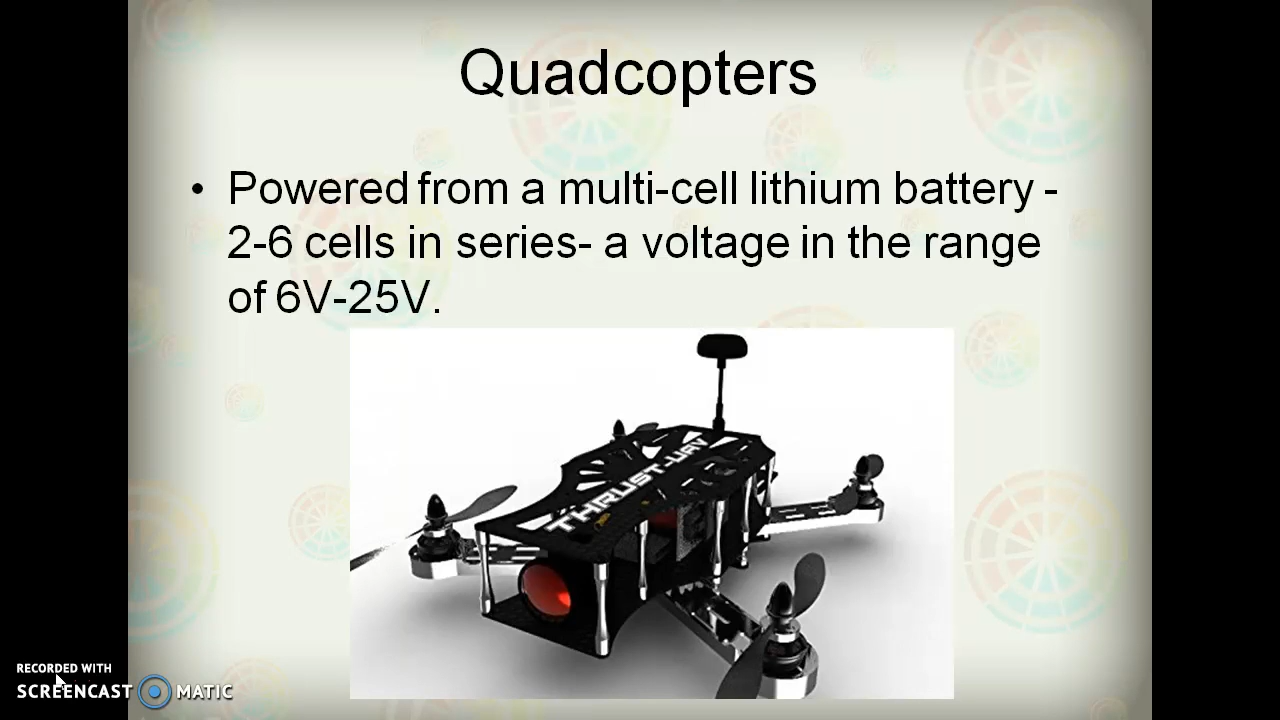 Quadcopters
• Powered from a multi-cell lithium battery -
2-6 cells in series- a voltage in the range
of 6V-25V.
THRUST-UAV
RECORDED WITH
SCREENCAST MATIC